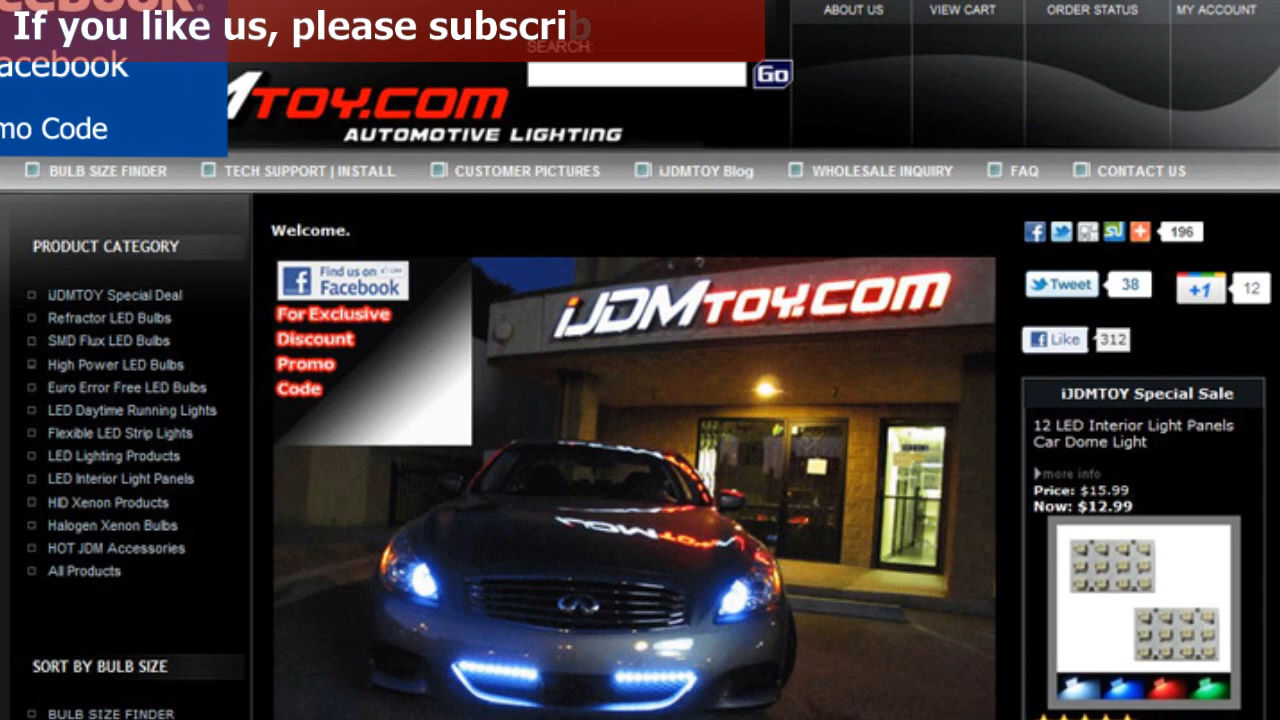 FACEBOOK®
If you like us, please subscrib
acebook
mo Code
ABOUT US
VIEW CART
ORDER STATUS
MY ACCOUNT
SEARCH:
Go
MTOY.COM
AUTOMOTIVE LIGHTING
BULB SIZE FINDER
TECH SUPPORT | INSTALL
CUSTOMER PICTURES
iJDMTOY Blog
WHOLESALE INQUIRY
FAQ
CONTACT US
PRODUCT CATEGORY
iJDMTOY Special Deal
Refractor LED Bulbs
SMD Flux LED Bulbs
High Power LED Bulbs
Euro Error Free LED Bulbs
LED Daytime Running Lights
Flexible LED Strip Lights
LED Lighting Products
LED Interior Light Panels
HID Xenon Products
Halogen Xenon Bulbs
HOT JDM Accessories
All Products
SORT BY BULB SIZE
BULB SIZE FINDER
Welcome.
Find us on Like
Facebook
For Exclusive
Discount
Promo
Code
iJDMTOY.COM
196
Tweet 38
+1 12
Like 312
iJDMTOY Special Sale
12 LED Interior Light Panels
Car Dome Light
more info
Price: $15.99
Now: $12.99